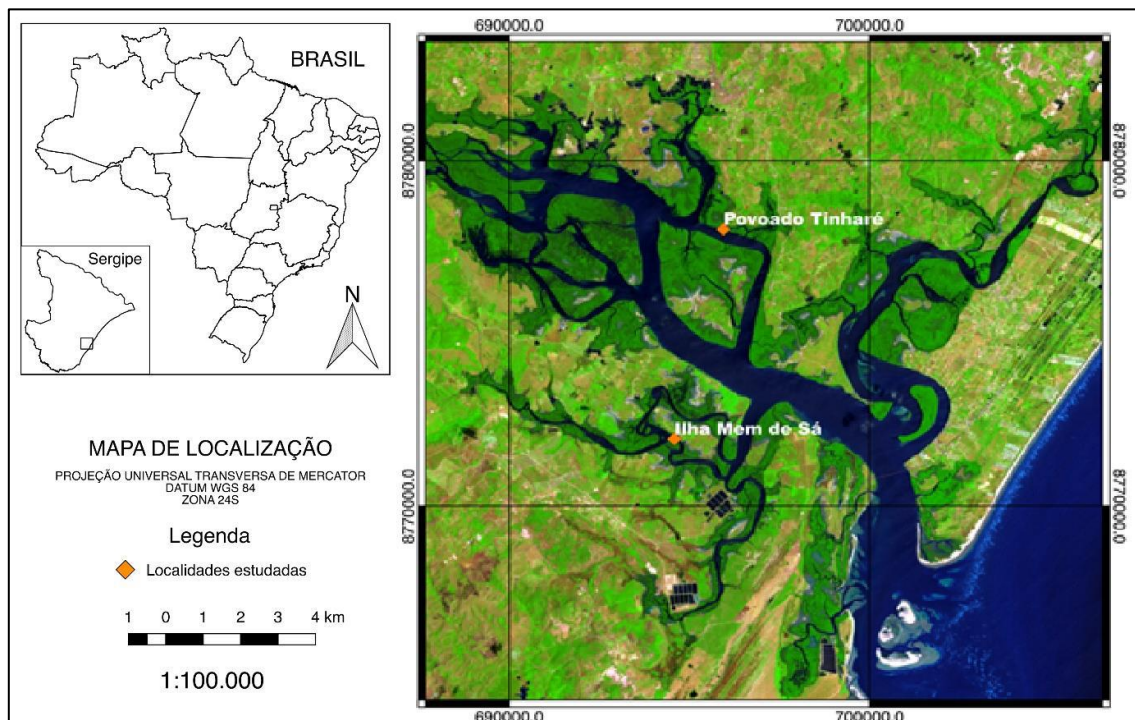 BRASIL
Sergipe
N
MAPA DE LOCALIZAÇÃO
PROJEÇÃO UNIVERSAL TRANSVERSA DE MERCATOR
DATUM WGS 84
ZONA 24S
Legenda
Localidades estudadas
1 0 1 2 3 4 km
1:100.000
690000.0 700000.0
8780000.0 8780000.0
Povoado Tinharé
Ilha Mem de Sá
8770000.0 8770000.0
690000.0 700000.0